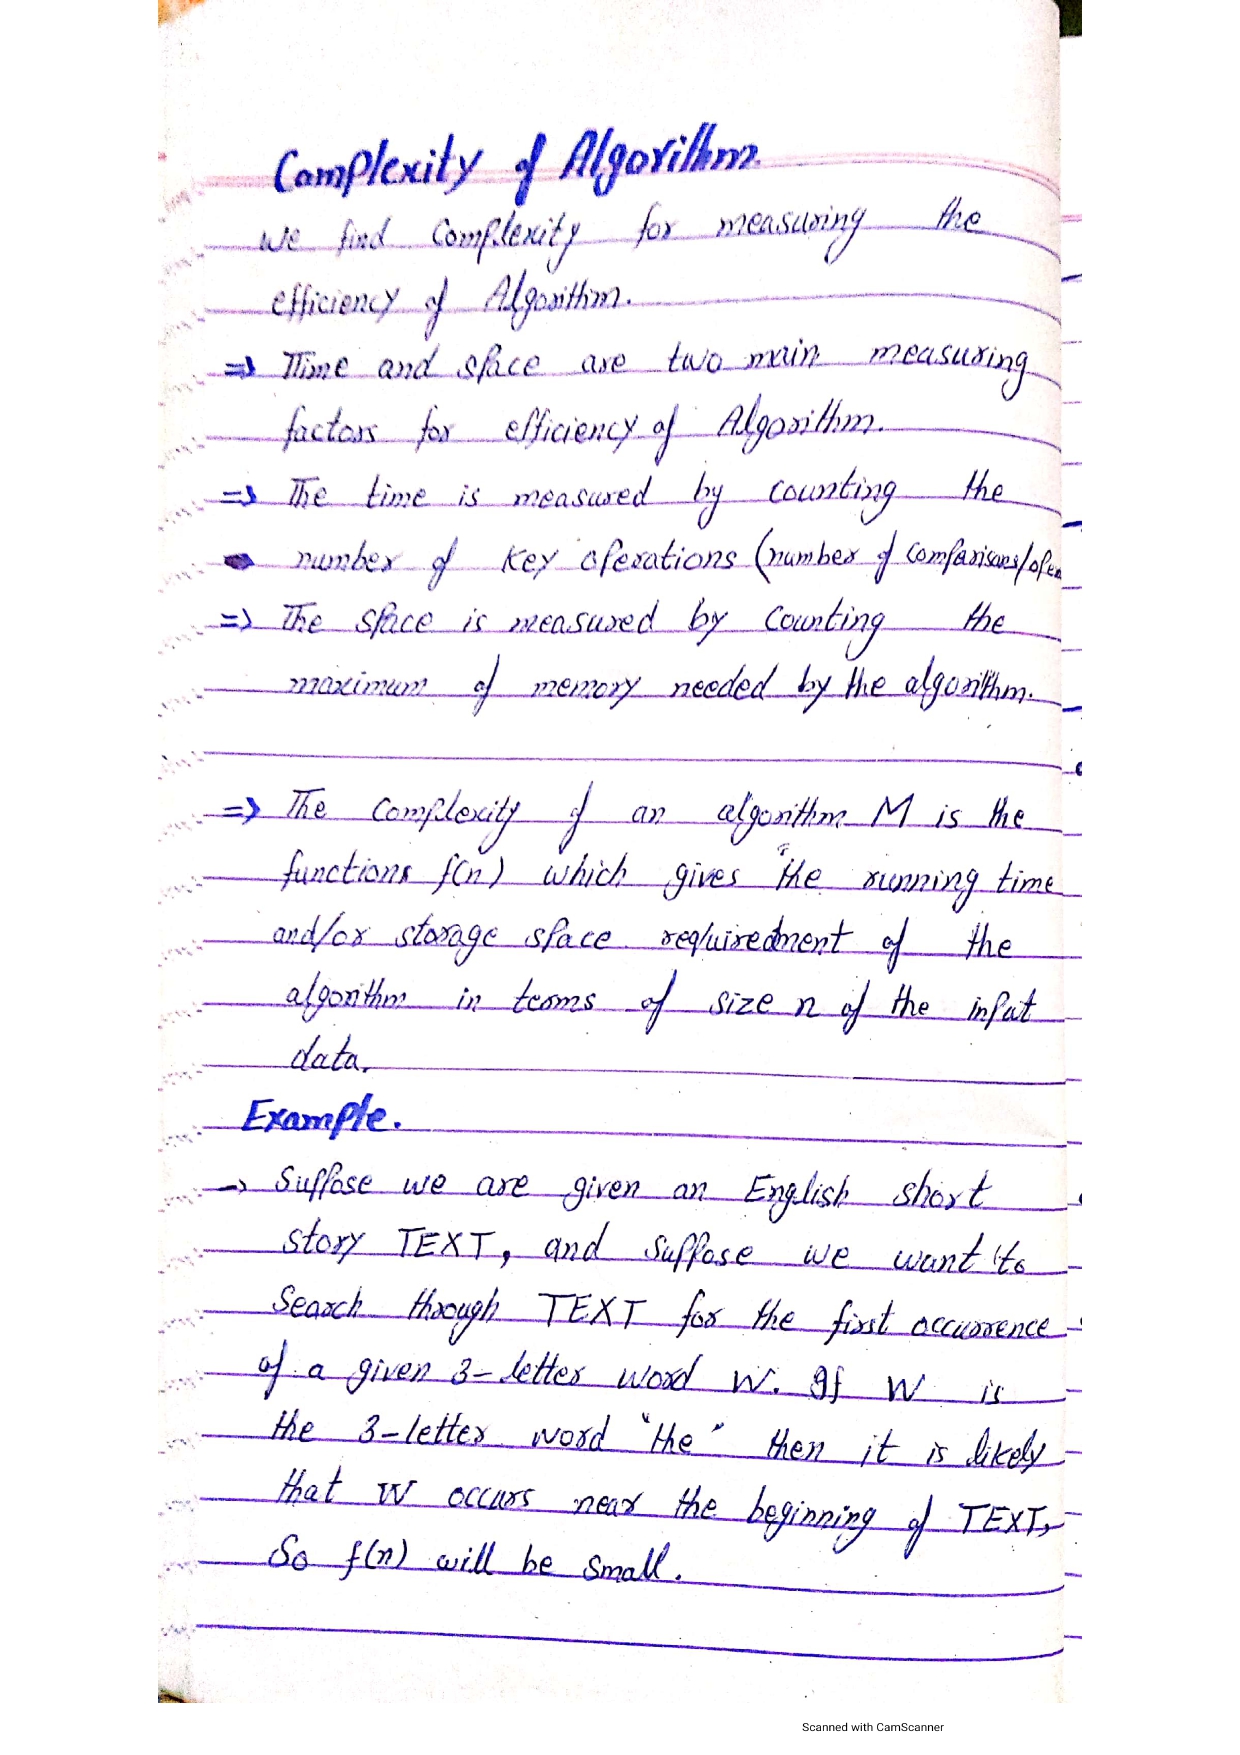 Complexity of Algorithm.
we find Complexity for measuring the
efficiency of Algorithm.
=> Time and space are two main measuring
factors for efficiency of Algorithm.
=> The time is measured by counting the
number of Key operations (number of Comparisons/oper
=> The space is measured by Counting the
maximum of memory needed by the algorithm.
=> The Complexity of an algorithm M is the
functions f(n) which gives the running time
and/or storage space requirement of the
algorithm in terms of size n of the input
data.
Example.
→ Suppose we are given an English short
story TEXT, and suppose we want to
Search through TEXT for the first occurrence
of a given 3-letter word W. If W is
the 3-letter word "the" then it is likely
that W occurs near the beginning of TEXT,
So f(n) will be small.
Scanned with CamScanner